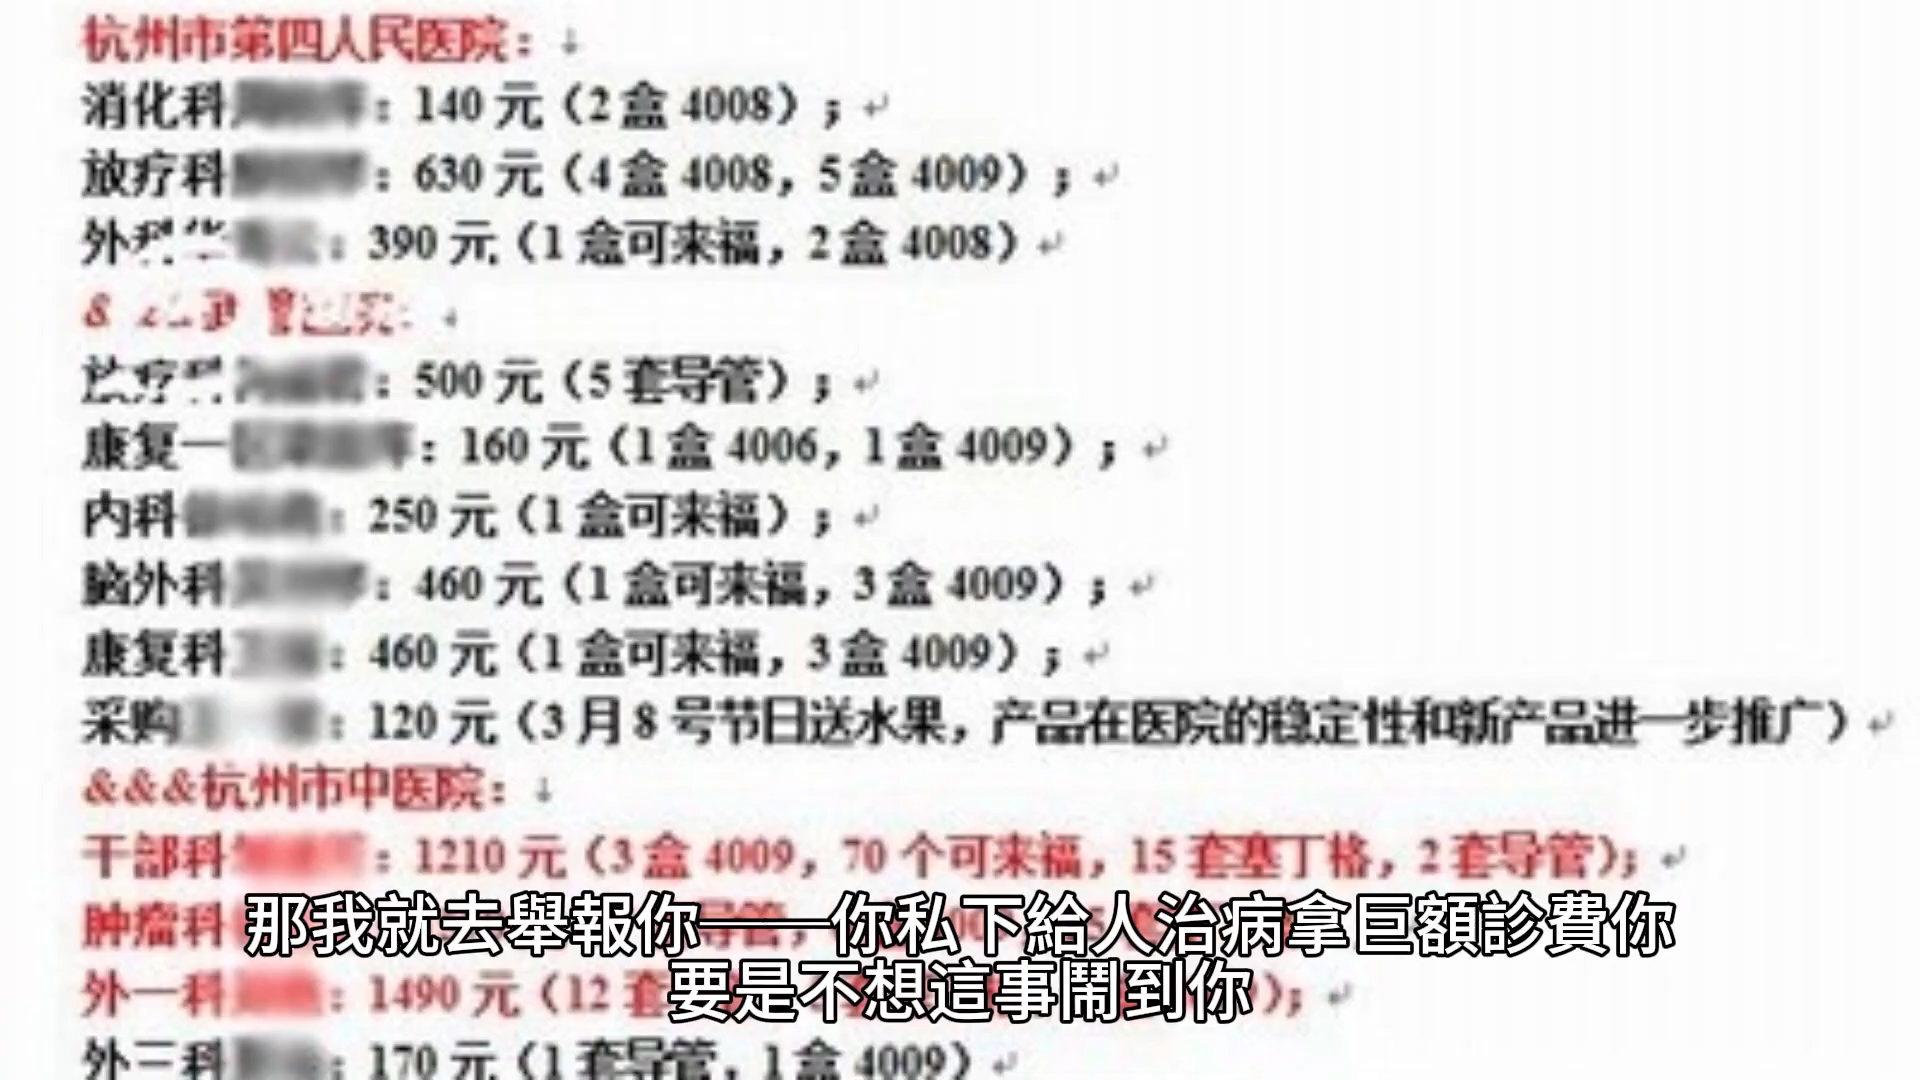 杭州市第四人民医院：
消化科：140元（2盒4008）；
放疗科：630元（4盒4008，5盒4009）；
外科：390元（1盒可来福，2盒4008）
&
：500元（5套导管）；
康复一：160元（1盒4006，1盒4009）；
内科：250元（1盒可来福）；
脑外科：460元（1盒可来福，3盒4009）；
康复科：460元（1盒可来福，3盒4009）；
采购：120元（3月8号节日送水果，产品在医院的稳定性和新产品进一步推广）
&&&杭州市中医院：
干部科：1210元（3盒4009，70个可来福，15套塞丁格，2套导管）；
肿瘤科
那我就去舉報你——你私下給人治病拿巨額診費你
要是不想這事鬧到你
外一科：1490元（12套）；
外三科：170元（1套导管，1盒4009）